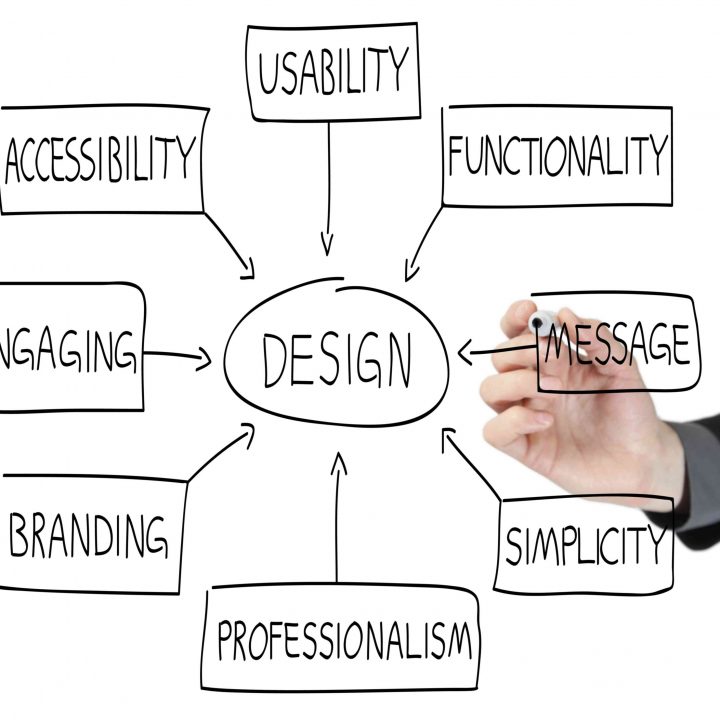 USABILITY
ACCESSIBILITY
FUNCTIONALITY
NGAGING
DESIGN
MESSAGE
BRANDING
SIMPLICITY
PROFESSIONALISM